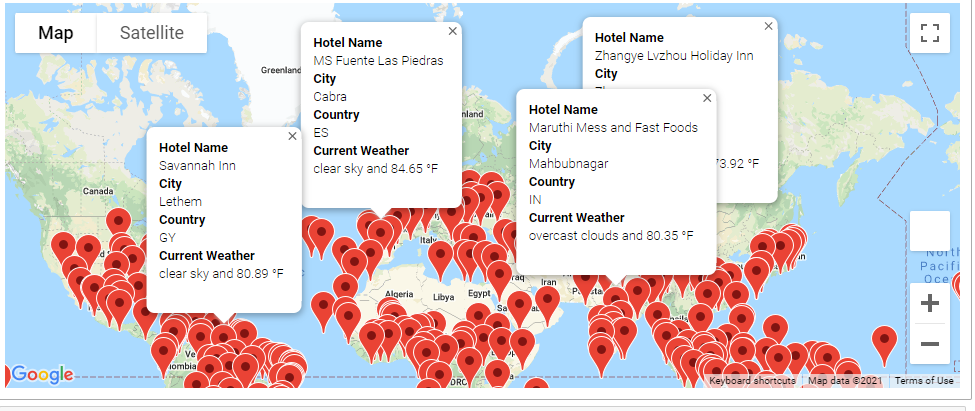 Map
Satellite
Greenland
Canada
Hotel Name
Savannah Inn
City
Lethem
Country
GY
Current Weather
clear sky and 80.89 °F
Hotel Name
MS Fuente Las Piedras
City
Cabra
Country
ES
Current Weather
clear sky and 84.65 °F
Hotel Name
Zhangye Lvzhou Holiday Inn
City
73.92 °F
Hotel Name
Maruthi Mess and Fast Foods
City
Mahbubnagar
Country
IN
Current Weather
overcast clouds and 80.35 °F
Italy
Algeria
Libya
Egypt
Iran
North
Pacific
Ocean
DRC
Google
Keyboard shortcuts
Map data ©2021
Terms of Use